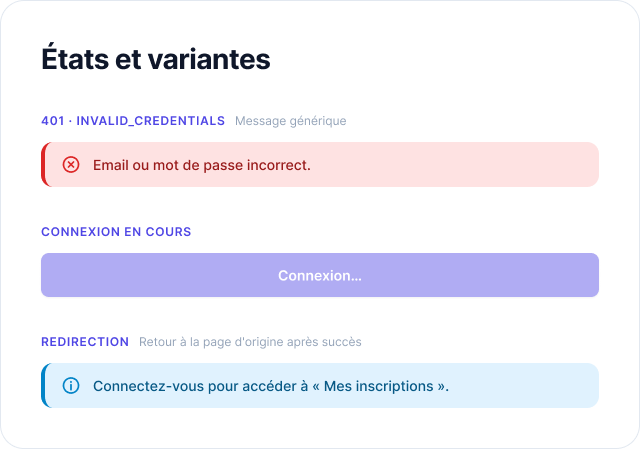 États et variantes
401 · INVALID_CREDENTIALS Message générique
Email ou mot de passe incorrect.
CONNEXION EN COURS
Connexion…
REDIRECTION Retour à la page d'origine après succès
Connectez-vous pour accéder à « Mes inscriptions ».